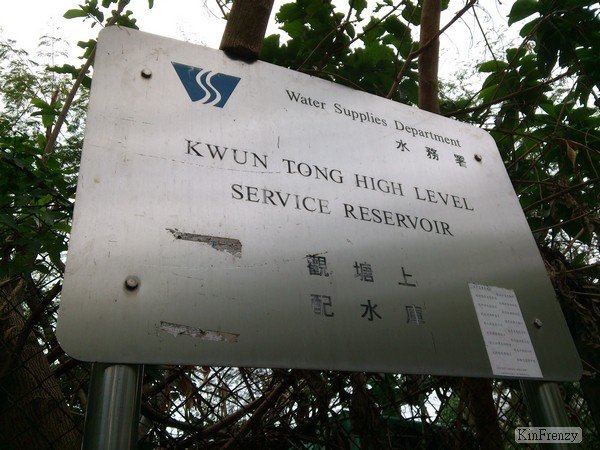 Water Supplies Department
水務署
KWUN TONG HIGH LEVEL
SERVICE RESERVOIR
觀塘上
配水庫
KinFrenzy